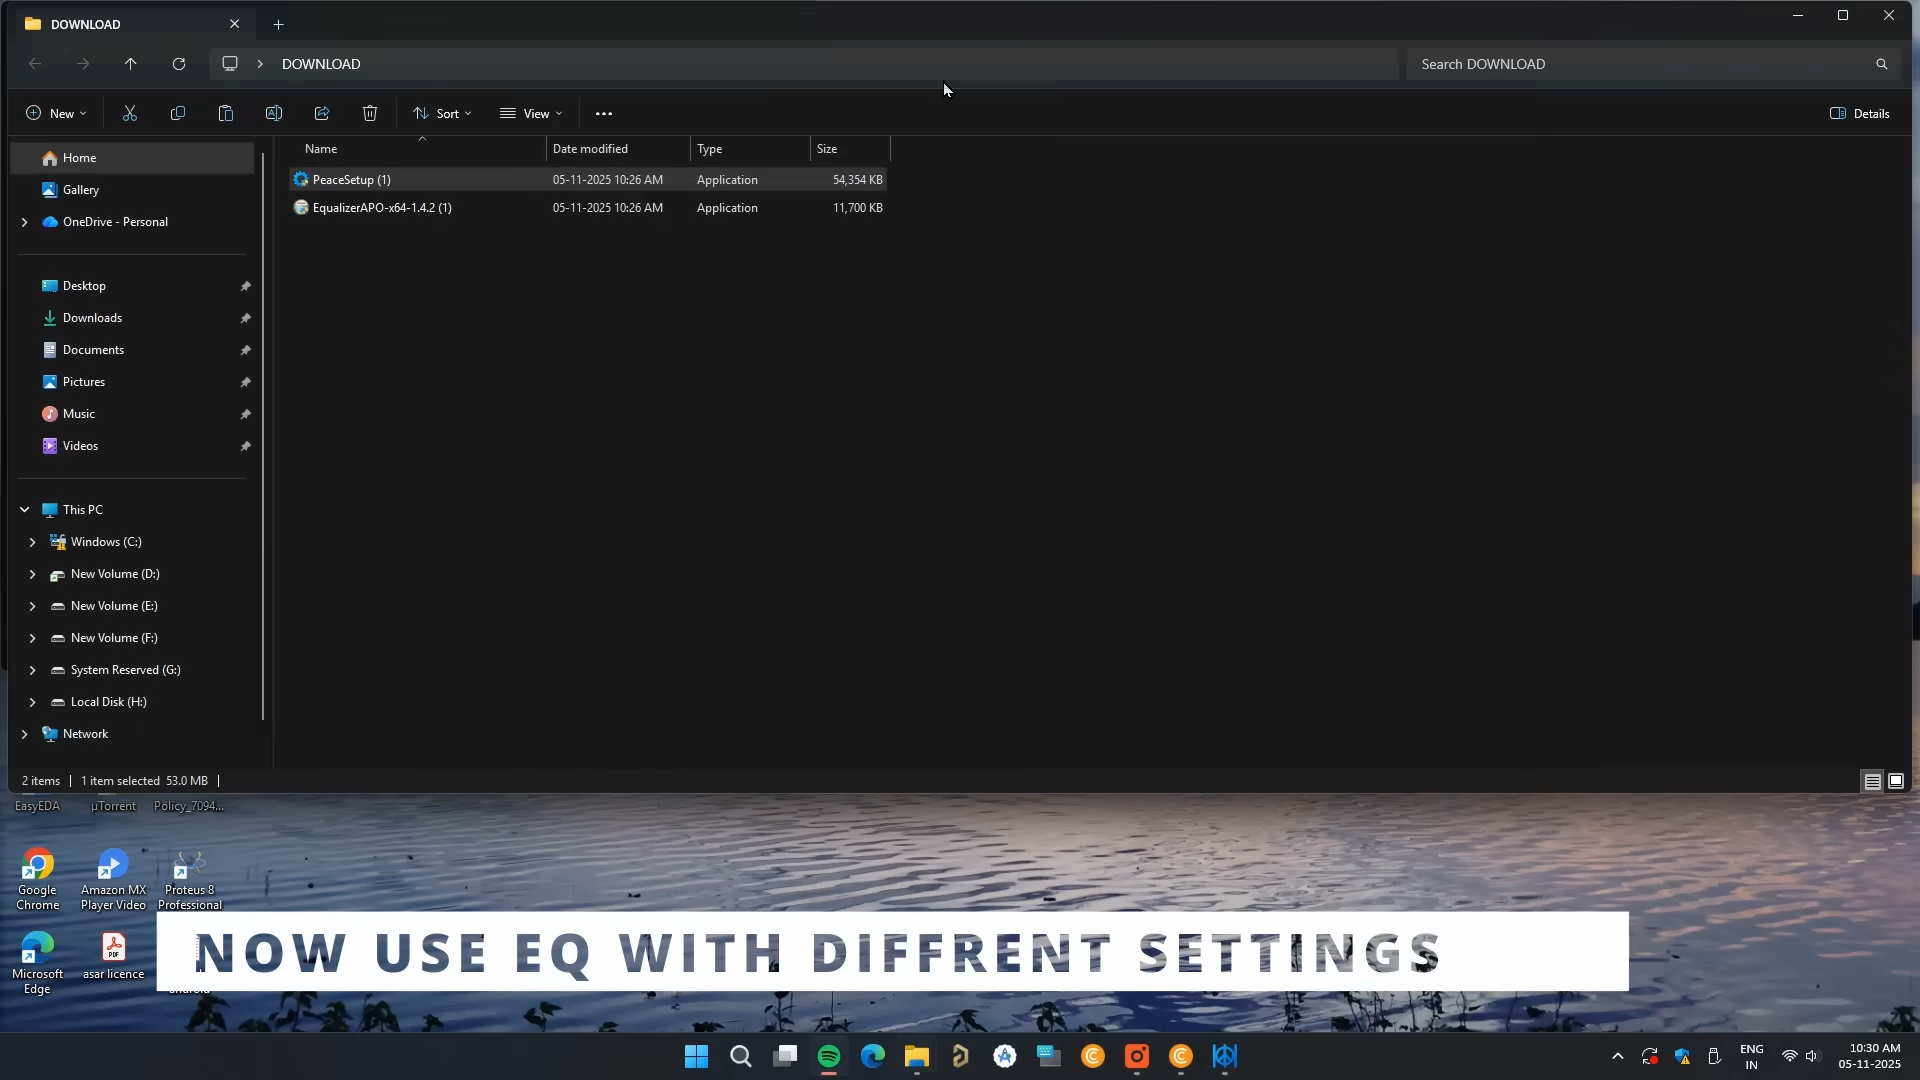 DOWNLOAD
DOWNLOAD
Search DOWNLOAD
New
Sort
View
Details
Name
Date modified
Type
Size
PeaceSetup (1)
05-11-2025 10:26 AM
Application
54,354 KB
EqualizerAPO-x64-1.4.2 (1)
05-11-2025 10:26 AM
Application
11,700 KB
Home
Gallery
OneDrive - Personal
Desktop
Downloads
Documents
Pictures
Music
Videos
This PC
Windows (C:)
New Volume (D:)
New Volume (E:)
New Volume (F:)
System Reserved (G:)
Local Disk (H:)
Network
2 items
1 item selected 53.0 MB
EasyEDA
µTorrent
Policy_7094...
Google
Chrome
Amazon MX
Player Video
Proteus 8
Professional
NOW USE EQ WITH DIFFRENT SETTINGS
Microsoft
Edge
PDF
asar licence
ENG
IN
10:30 AM
05-11-2025